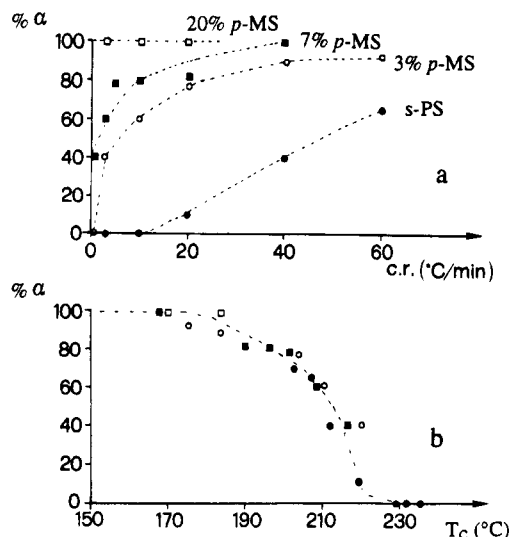 % α
20% p-MS
7% p-MS
3% p-MS
s-PS
a
100
80
60
40
20
0
0 20 40 60
c.r. (°C/min)
% α
100
80
60
40
20
0
b
150 170 190 210 230
Tc (°C)